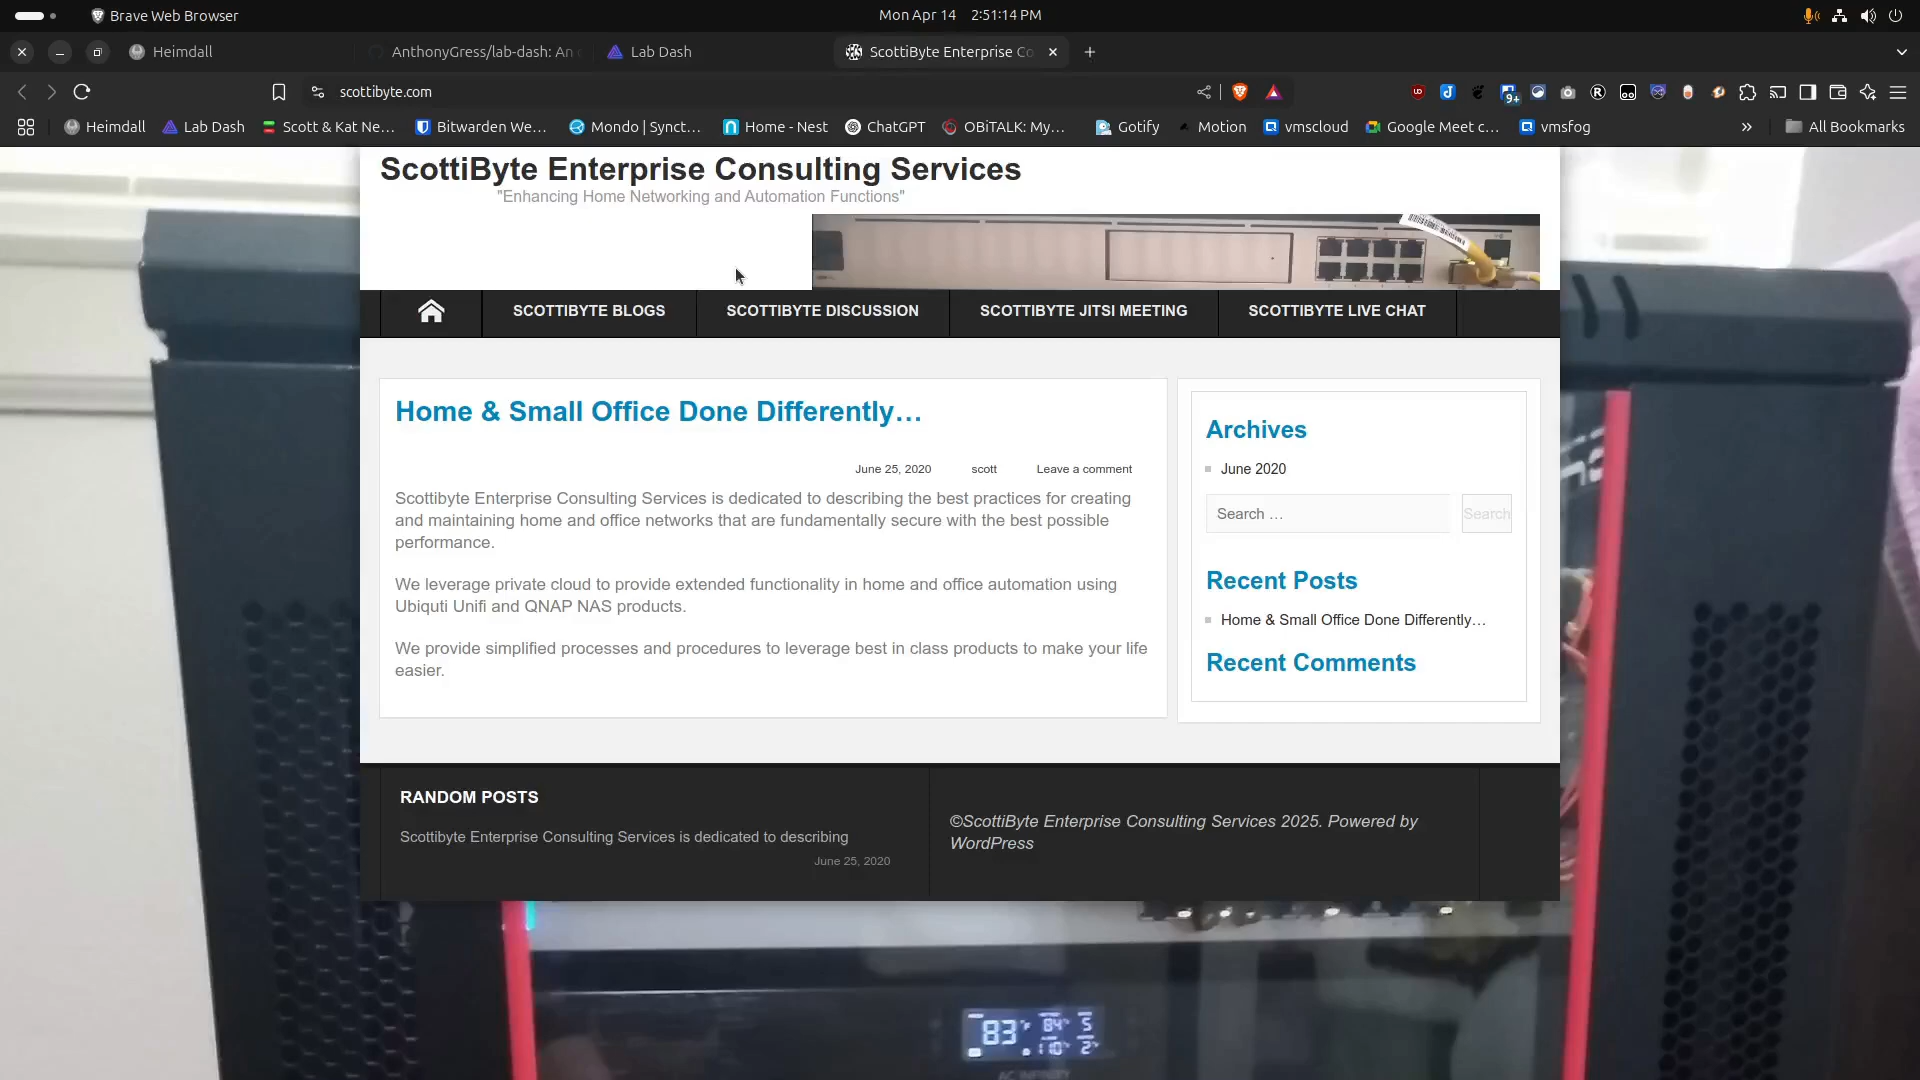 Brave Web Browser
Mon Apr 14 2:51:14 PM
Heimdall
AnthonyGress/lab-dash: An
Lab Dash
ScottiByte Enterprise Co
scottibyte.com
9+
Heimdall
Lab Dash
Scott & Kat Ne...
Bitwarden We...
Mondo | Synct...
Home - Nest
ChatGPT
OBiTALK: My...
Gotify
Motion
vmscloud
Google Meet c...
vmsfog
All Bookmarks
ScottiByte Enterprise Consulting Services
"Enhancing Home Networking and Automation Functions"
SCOTTIBYTE BLOGS
SCOTTIBYTE DISCUSSION
SCOTTIBYTE JITSI MEETING
SCOTTIBYTE LIVE CHAT
Home & Small Office Done Differently…
June 25, 2020
scott
Leave a comment
Scottibyte Enterprise Consulting Services is dedicated to describing the best practices for creating
and maintaining home and office networks that are fundamentally secure with the best possible
performance.
We leverage private cloud to provide extended functionality in home and office automation using
Ubiquti Unifi and QNAP NAS products.
We provide simplified processes and procedures to leverage best in class products to make your life
easier.
Archives
June 2020
Search …
Search
Recent Posts
Home & Small Office Done Differently…
Recent Comments
RANDOM POSTS
Scottibyte Enterprise Consulting Services is dedicated to describing
June 25, 2020
©ScottiByte Enterprise Consulting Services 2025. Powered by
WordPress
83°F 84° 5
110° 2
AC INFINITY